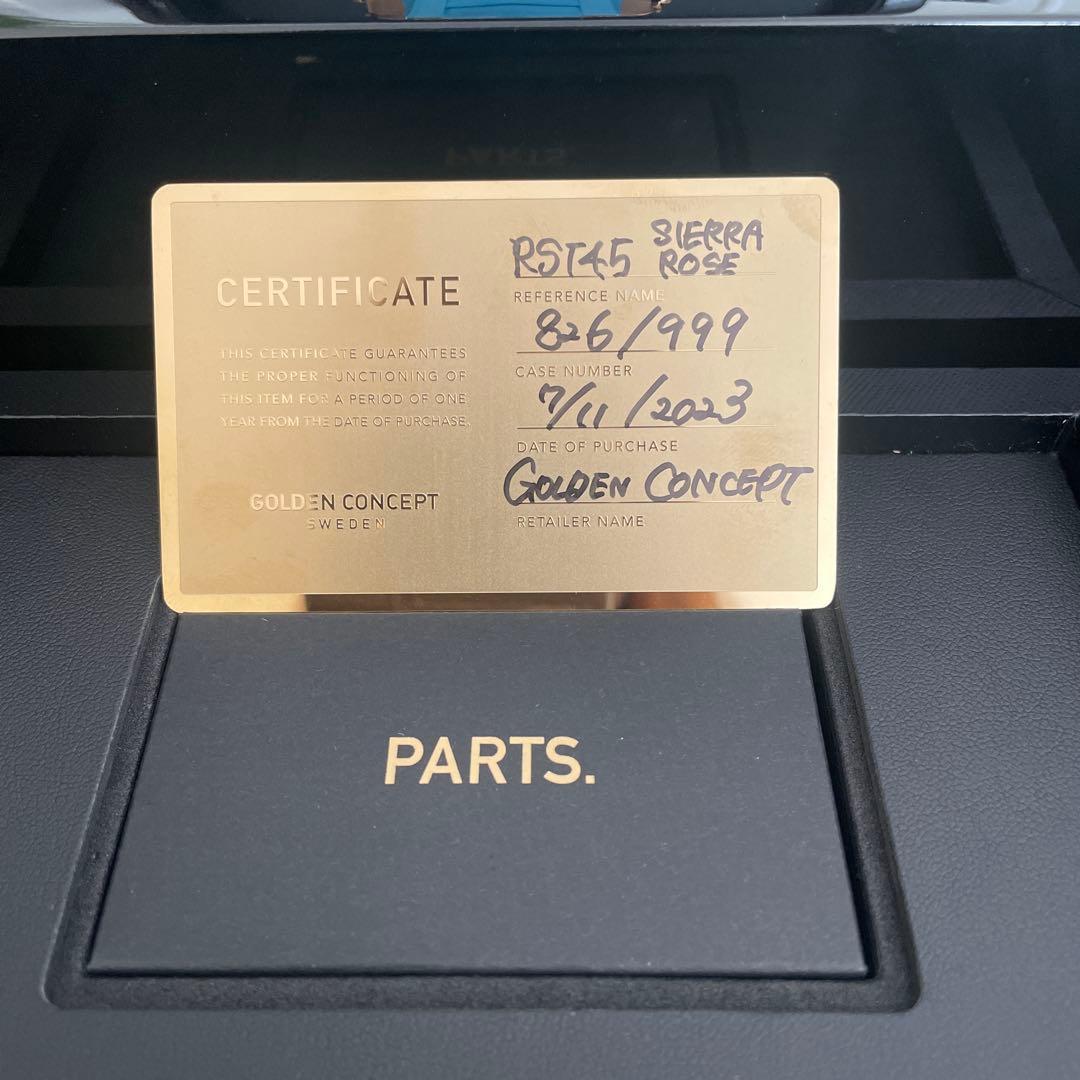 CERTIFICATE
THIS CERTIFICATE GUARANTEES
THE PROPER FUNCTIONING OF
THIS ITEM FOR A PERIOD OF ONE
YEAR FROM THE DATE OF PURCHASE.
GOLDEN CONCEPT
SWEDEN
RST45 SIERRA
ROSE
REFERENCE NAME
826/999
CASE NUMBER
7/11/2023
DATE OF PURCHASE
GOLDEN CONCEPT
RETAILER NAME
PARTS.